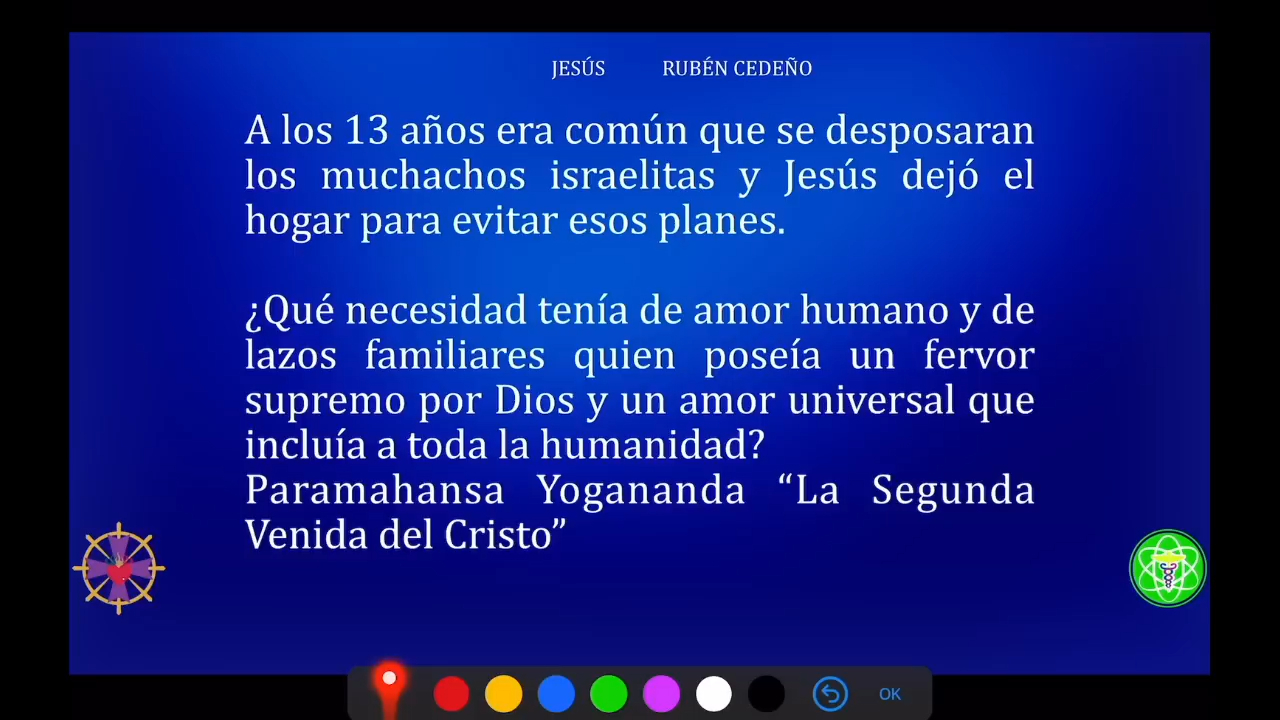 JESÚS RUBÉN CEDEÑO
A los 13 años era común que se desposaran
los muchachos israelitas y Jesús dejó el
hogar para evitar esos planes.
¿Qué necesidad tenía de amor humano y de
lazos familiares quien poseía un fervor
supremo por Dios y un amor universal que
incluía a toda la humanidad?
Paramahansa Yogananda “La Segunda
Venida del Cristo”
OK